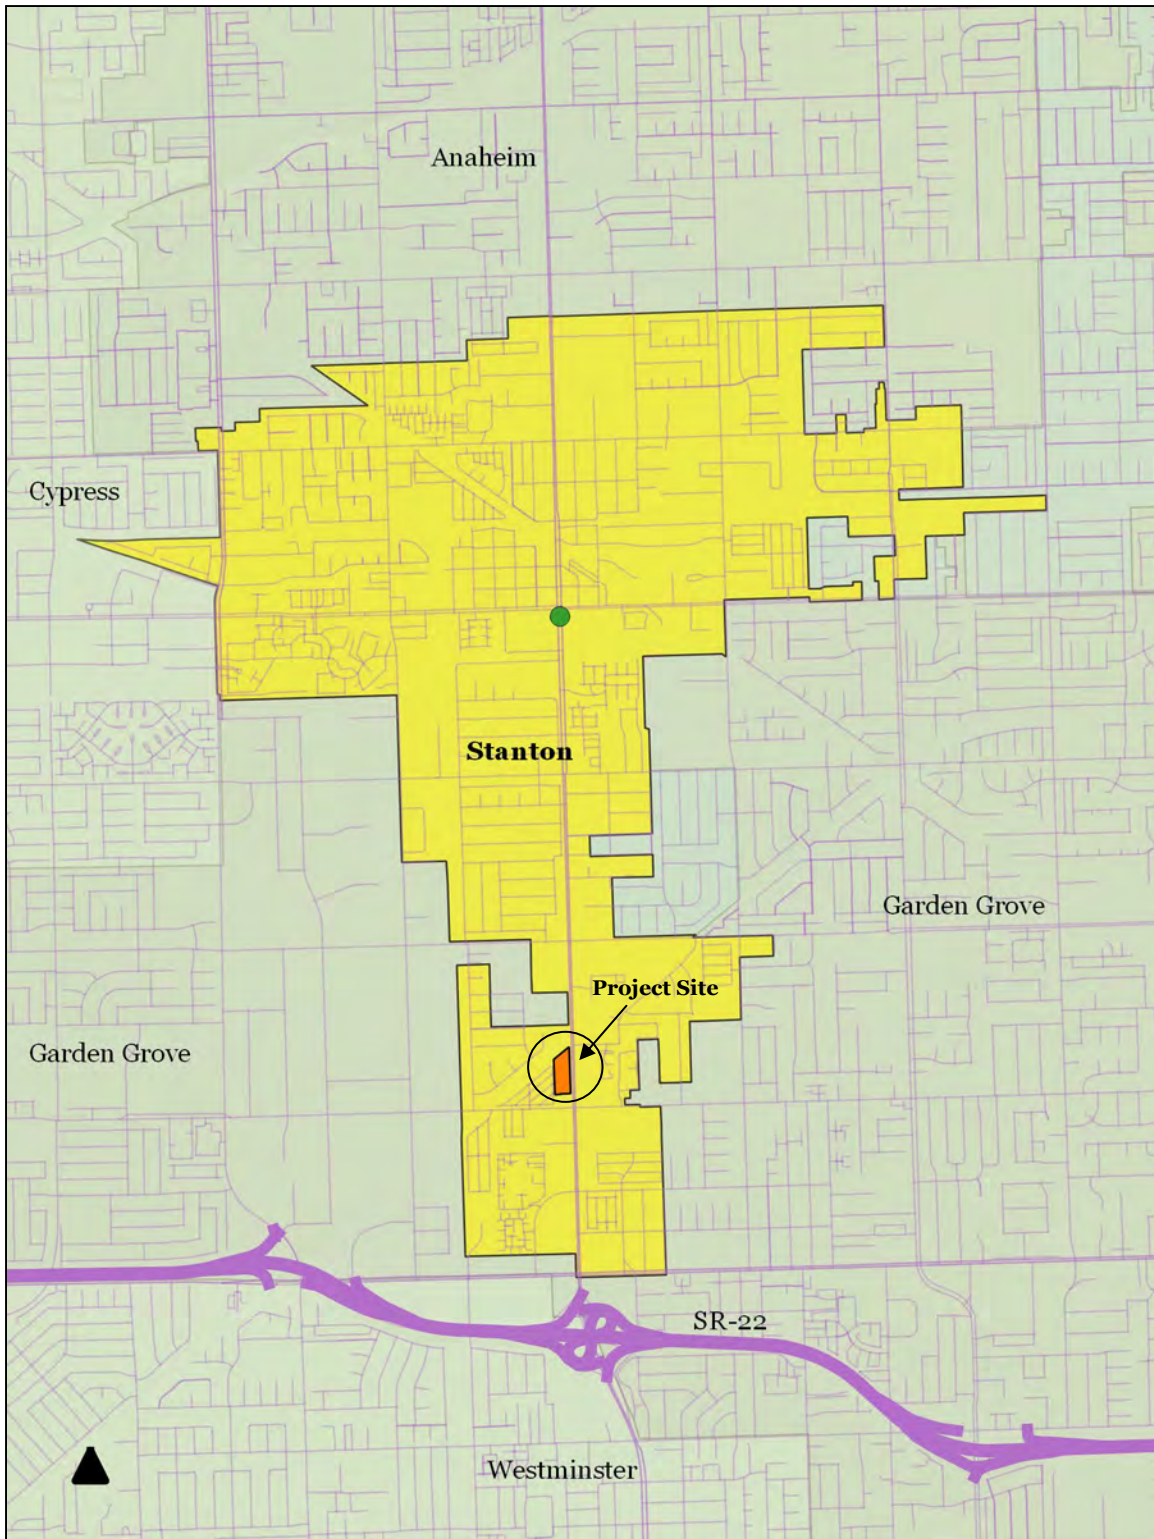 Anaheim
Cypress
Stanton
Garden Grove
Project Site
Garden Grove
SR-22
Westminster